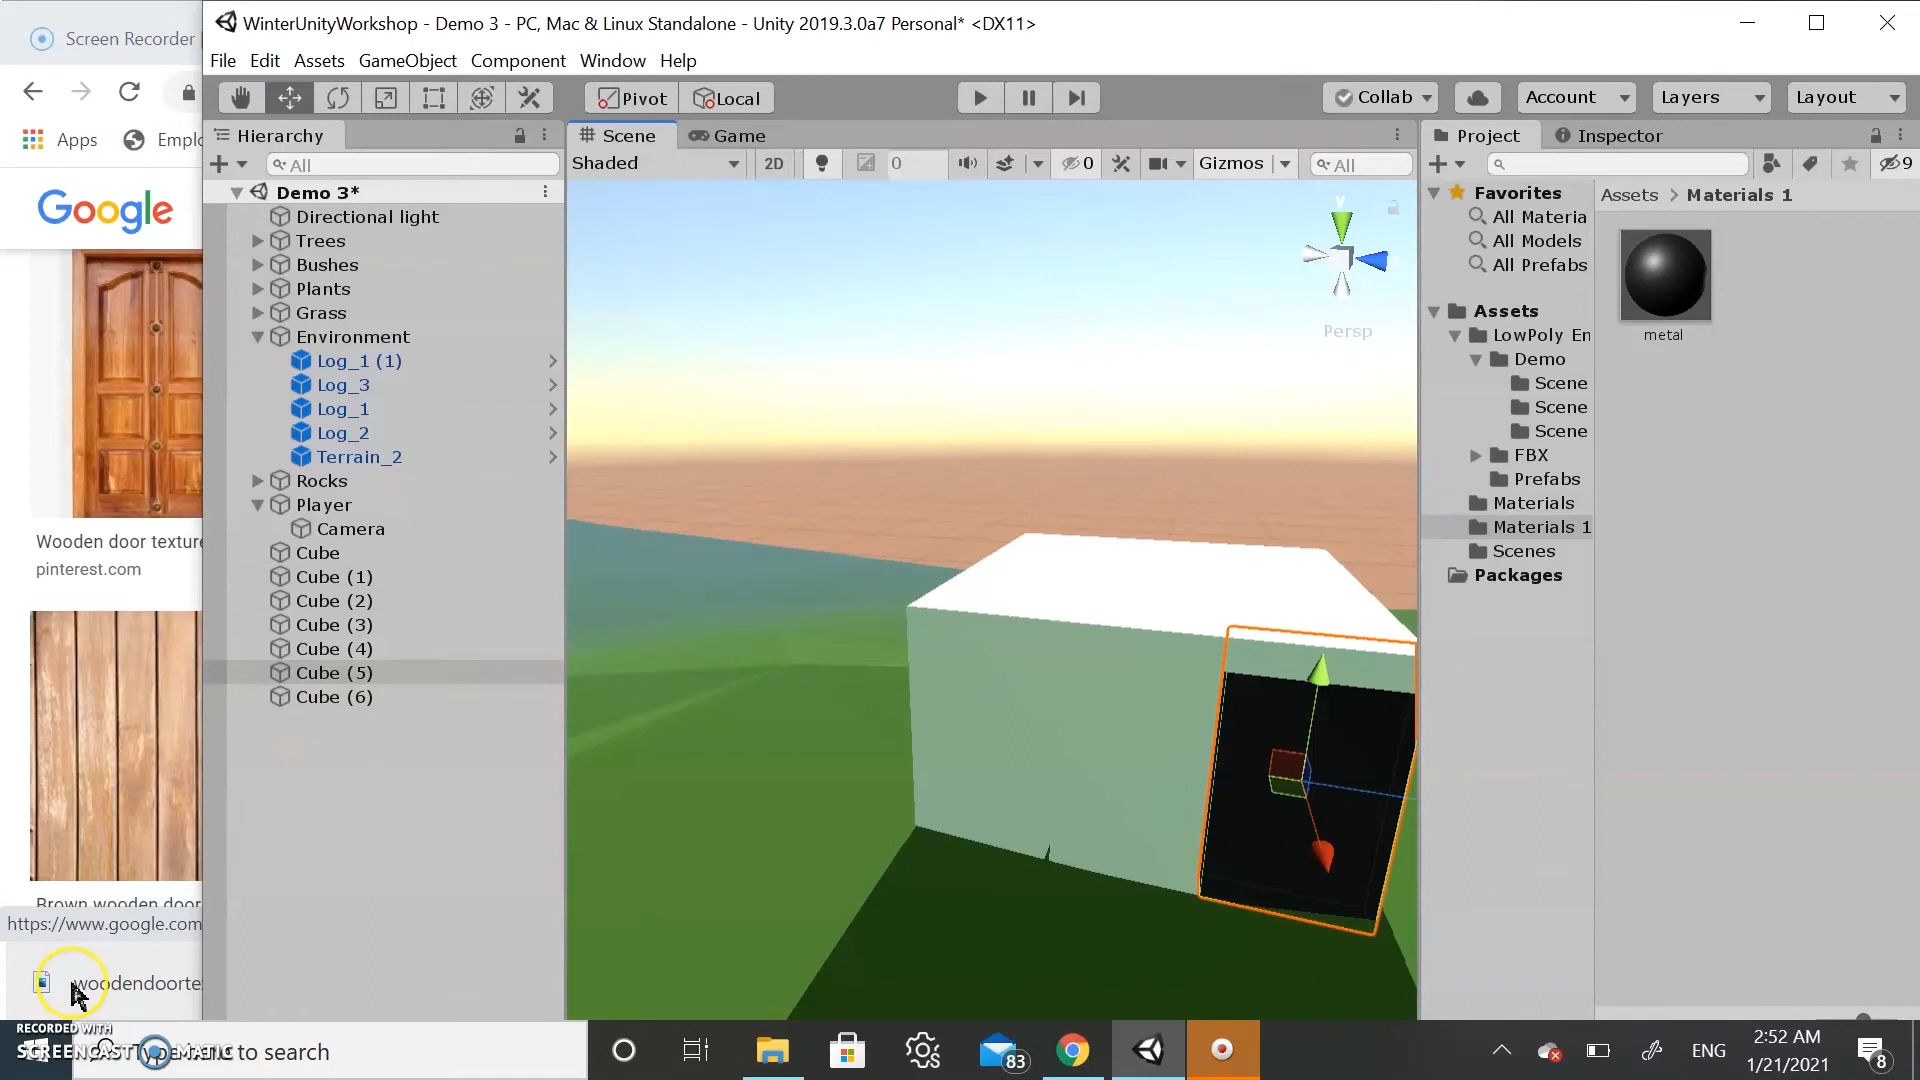 Screen Recorder
WinterUnityWorkshop - Demo 3 - PC, Mac & Linux Standalone - Unity 2019.3.0a7 Personal* <DX11>
File Edit Assets GameObject Component Window Help
Pivot Local Collab Account Layers Layout
Apps
Hierarchy
Scene Game
Project Inspector
All
Shaded 2D 0 0 Gizmos All
9
Google
Demo 3*
Directional light
Trees
Bushes
Plants
Grass
Environment
Log_1 (1)
Log_3
Log_1
Log_2
Terrain_2
Rocks
Player
Camera
Cube
Cube (1)
Cube (2)
Cube (3)
Cube (4)
Cube (5)
Cube (6)
y
Persp
Favorites
All Materia
All Models
All Prefabs
Assets
LowPoly En
Demo
Scene
Scene
Scene
FBX
Prefabs
Materials
Materials 1
Scenes
Packages
Assets > Materials 1
metal
Wooden door texture
pinterest.com
Brown wooden door
https://www.google.com
woodendoorte
RECORDED WITH
SCREENCAST MATIC
to search
83
ENG
2:52 AM
1/21/2021
8